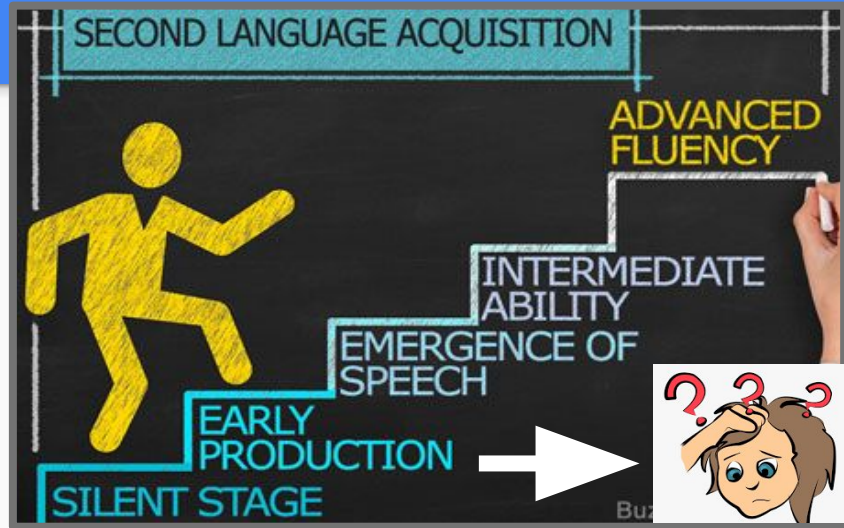 SECOND LANGUAGE ACQUISITION
ADVANCED
FLUENCY
INTERMEDIATE
ABILITY
EMERGENCE OF
SPEECH
EARLY
PRODUCTION
SILENT STAGE
???